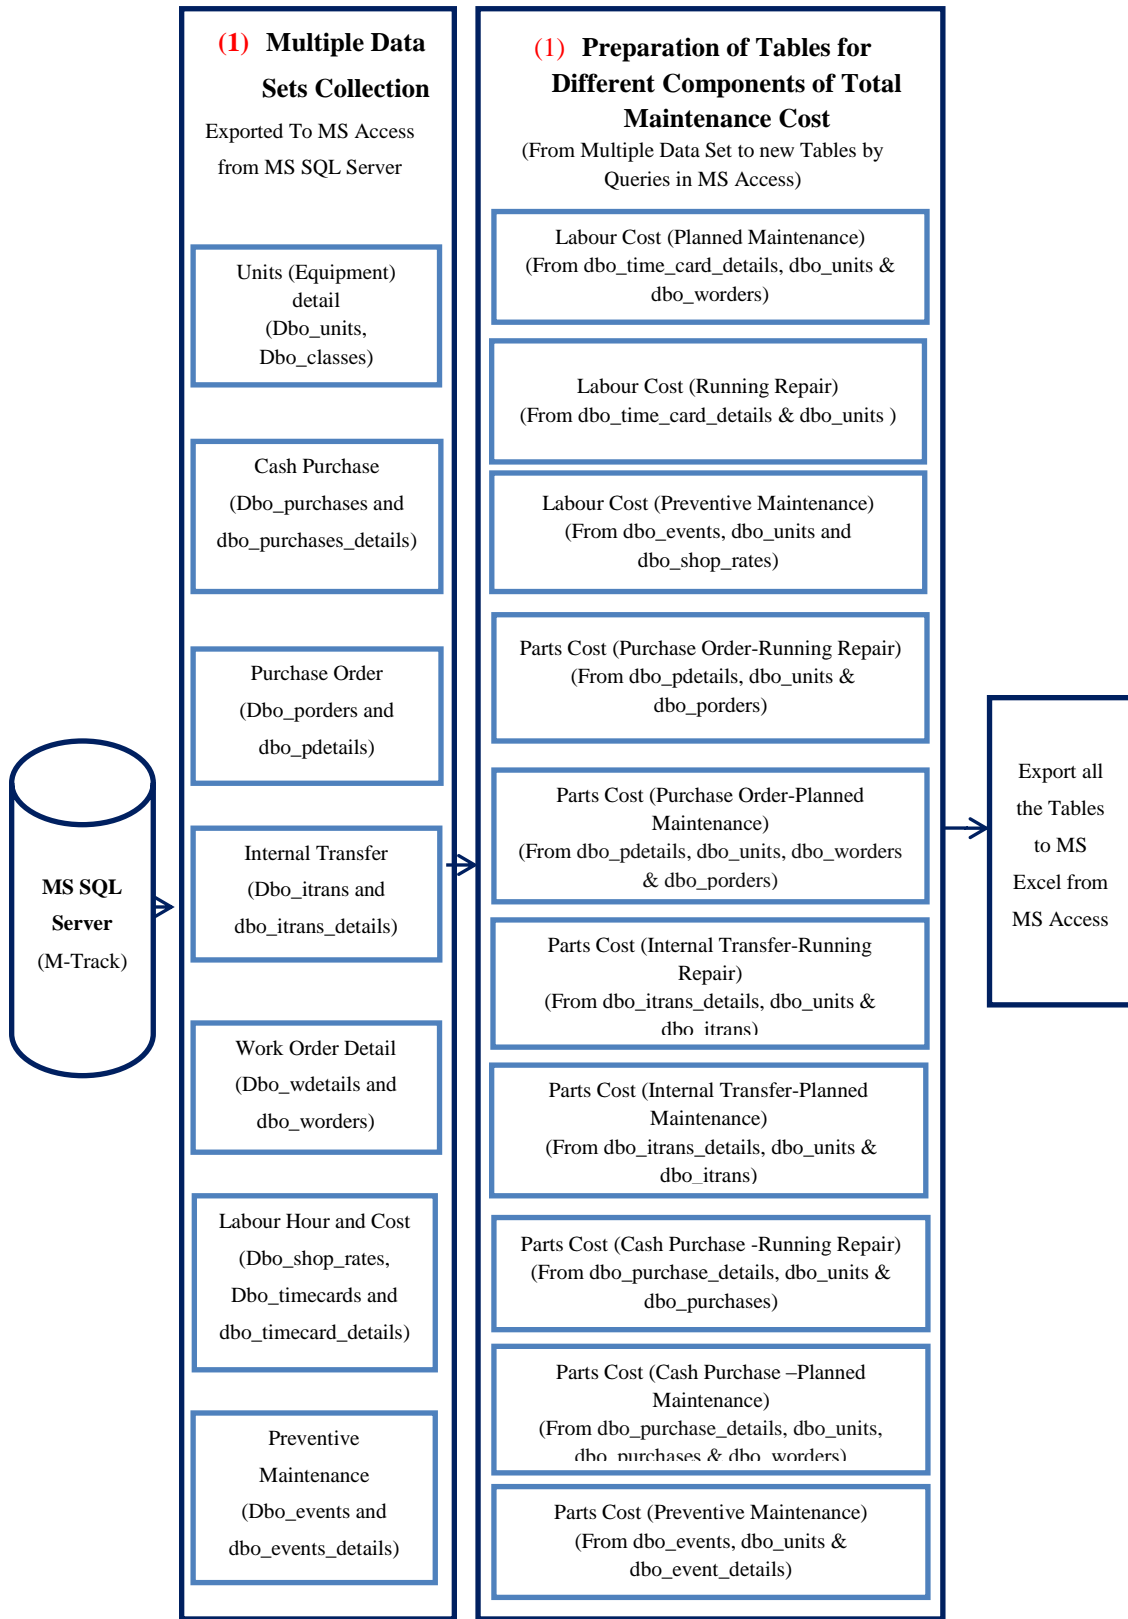 (1) Multiple Data
Sets Collection
Exported To MS Access
from MS SQL Server
Units (Equipment)
detail
(Dbo_units,
Dbo_classes)
Cash Purchase
(Dbo_purchases and
dbo_purchases_details)
Purchase Order
(Dbo_porders and
dbo_pdetails)
Internal Transfer
(Dbo_itrans and
dbo_itrans_details)
Work Order Detail
(Dbo_wdetails and
dbo_worders)
Labour Hour and Cost
(Dbo_shop_rates,
Dbo_timecards and
dbo_timecard_details)
Preventive
Maintenance
(Dbo_events and
dbo_events_details)
MS SQL
Server
(M-Track)
(1) Preparation of Tables for
Different Components of Total
Maintenance Cost
(From Multiple Data Set to new Tables by
Queries in MS Access)
Labour Cost (Planned Maintenance)
(From dbo_time_card_details, dbo_units &
dbo_worders)
Labour Cost (Running Repair)
(From dbo_time_card_details & dbo_units )
Labour Cost (Preventive Maintenance)
(From dbo_events, dbo_units and
dbo_shop_rates)
Parts Cost (Purchase Order-Running Repair)
(From dbo_pdetails, dbo_units &
dbo_porders)
Parts Cost (Purchase Order-Planned
Maintenance)
(From dbo_pdetails, dbo_units, dbo_worders
& dbo_porders)
Parts Cost (Internal Transfer-Running
Repair)
(From dbo_itrans_details, dbo_units &
dbo_itrans)
Parts Cost (Internal Transfer-Planned
Maintenance)
(From dbo_itrans_details, dbo_units &
dbo_itrans)
Parts Cost (Cash Purchase -Running Repair)
(From dbo_purchase_details, dbo_units &
dbo_purchases)
Parts Cost (Cash Purchase –Planned
Maintenance)
(From dbo_purchase_details, dbo_units,
dbo_purchases & dbo_worders)
Parts Cost (Preventive Maintenance)
(From dbo_events, dbo_units &
dbo_event_details)
Export all
the Tables
to MS
Excel from
MS Access